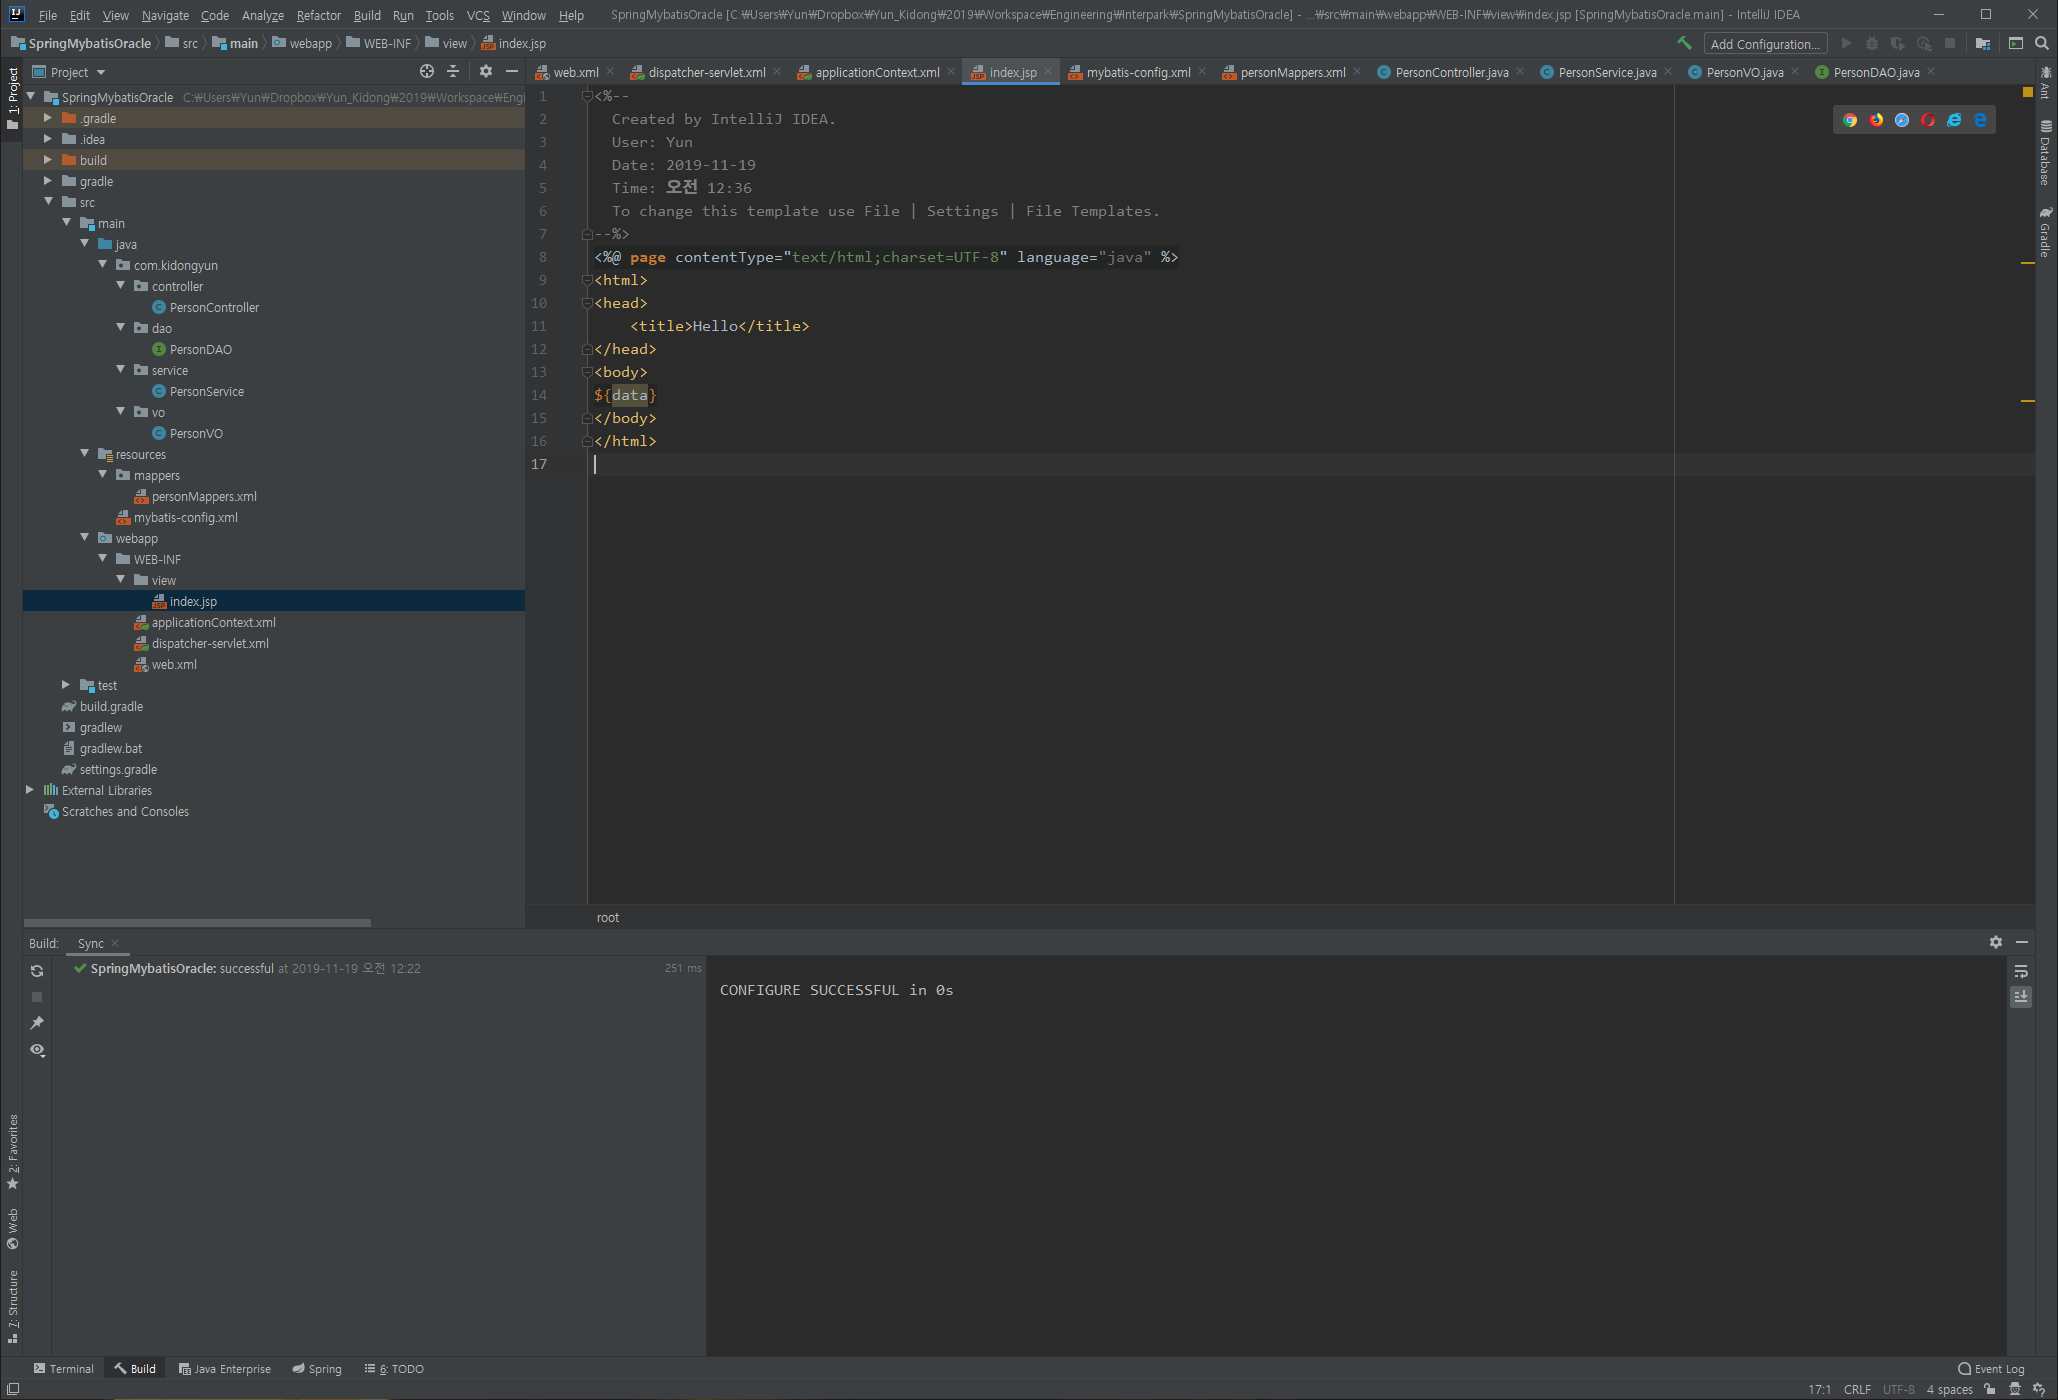 File Edit View Navigate Code Analyze Refactor Build Run Tools VCS Window Help SpringMybatisOracle [C:₩Users₩Yun₩Dropbox₩Yun_Kidong₩2019₩Workspace₩Engineering₩Interpark₩SpringMybatisOracle] - ...₩src₩main₩webapp₩WEB-INF₩view₩index.jsp [SpringMybatisOracle.main] - IntelliJ IDEA
SpringMybatisOracle src main webapp WEB-INF view index.jsp Add Configuration...
Project
web.xml dispatcher-servlet.xml applicationContext.xml index.jsp mybatis-config.xml personMappers.xml PersonController.java PersonService.java PersonVO.java PersonDAO.java
1: Project
SpringMybatisOracle C:₩Users₩Yun₩Dropbox₩Yun_Kidong₩2019₩Workspace₩Engi
.gradle
.idea
build
gradle
src
main
java
com.kidongyun
controller
PersonController
dao
PersonDAO
service
PersonService
vo
PersonVO
resources
mappers
personMappers.xml
mybatis-config.xml
webapp
WEB-INF
view
index.jsp
applicationContext.xml
dispatcher-servlet.xml
web.xml
test
build.gradle
gradlew
gradlew.bat
settings.gradle
External Libraries
Scratches and Consoles
1 <%--
2 Created by IntelliJ IDEA.
3 User: Yun
4 Date: 2019-11-19
5 Time: 오전 12:36
6 To change this template use File | Settings | File Templates.
7 --%>
8 <%@ page contentType="text/html;charset=UTF-8" language="java" %>
9 <html>
10 <head>
11 <title>Hello</title>
12 </head>
13 <body>
14 ${data}
15 </body>
16 </html>
17
root
Ant
Database
Gradle
Build: Sync
SpringMybatisOracle: successful at 2019-11-19 오전 12:22 251 ms
CONFIGURE SUCCESSFUL in 0s
2: Favorites
Web
7: Structure
Terminal Build Java Enterprise Spring 6: TODO Event Log
17:1 CRLF UTF-8 4 spaces